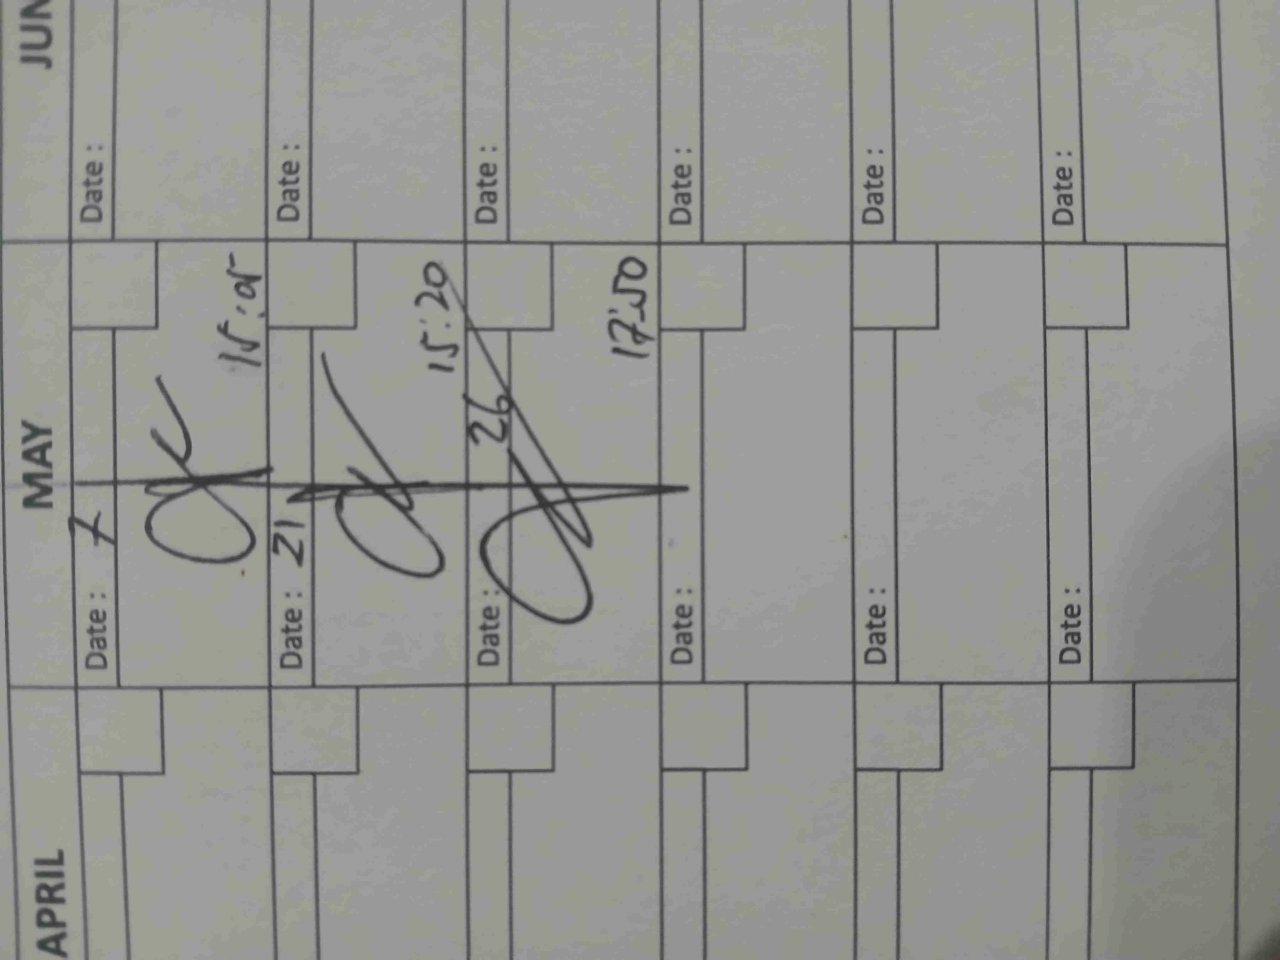 APRIL MAY JUN
Date : 7 Date :
15:05
Date : 21 Date :
15:20
Date : 26 Date :
17:50
Date : Date :
Date : Date :
Date : Date :